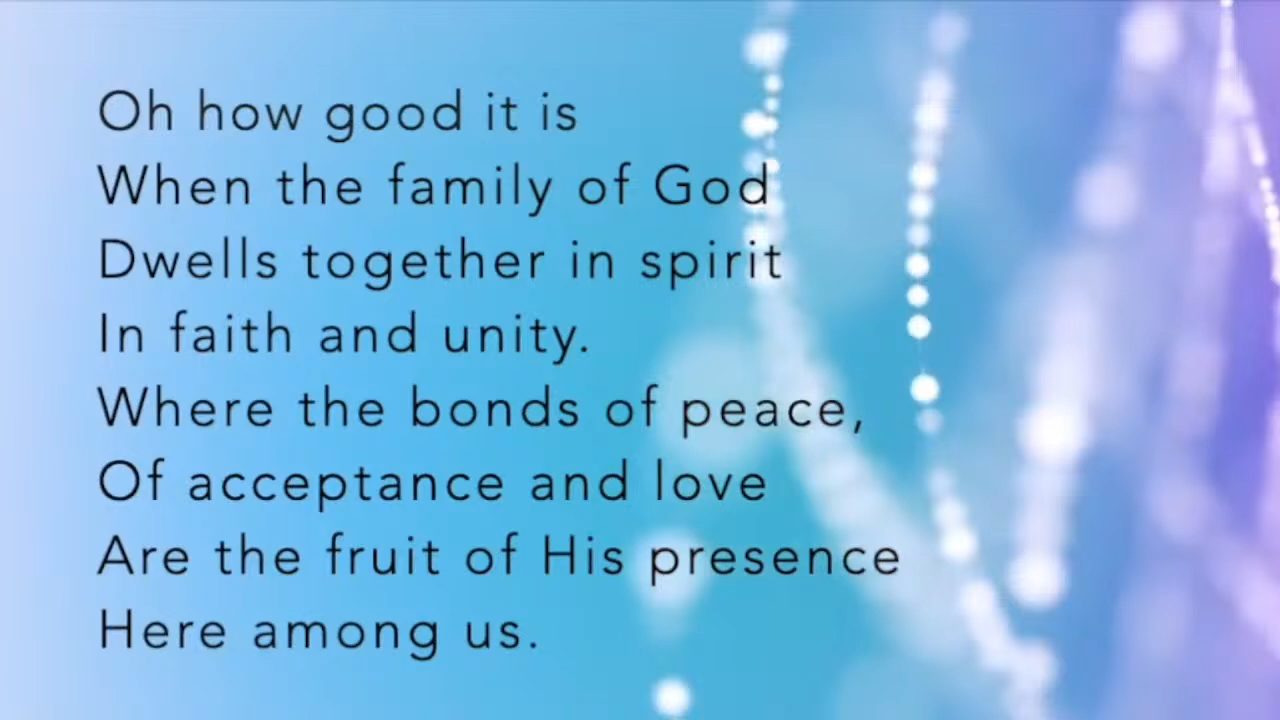 Oh how good it is
When the family of God
Dwells together in spirit
In faith and unity.
Where the bonds of peace,
Of acceptance and love
Are the fruit of His presence
Here among us.